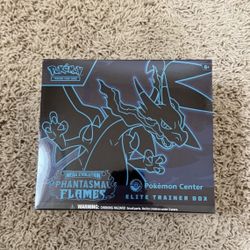 POKÉMON
6+
MEGA EVOLUTION
PHANTASMAL
FLAMES
Pokémon Center
ELITE TRAINER BOX
WARNING: